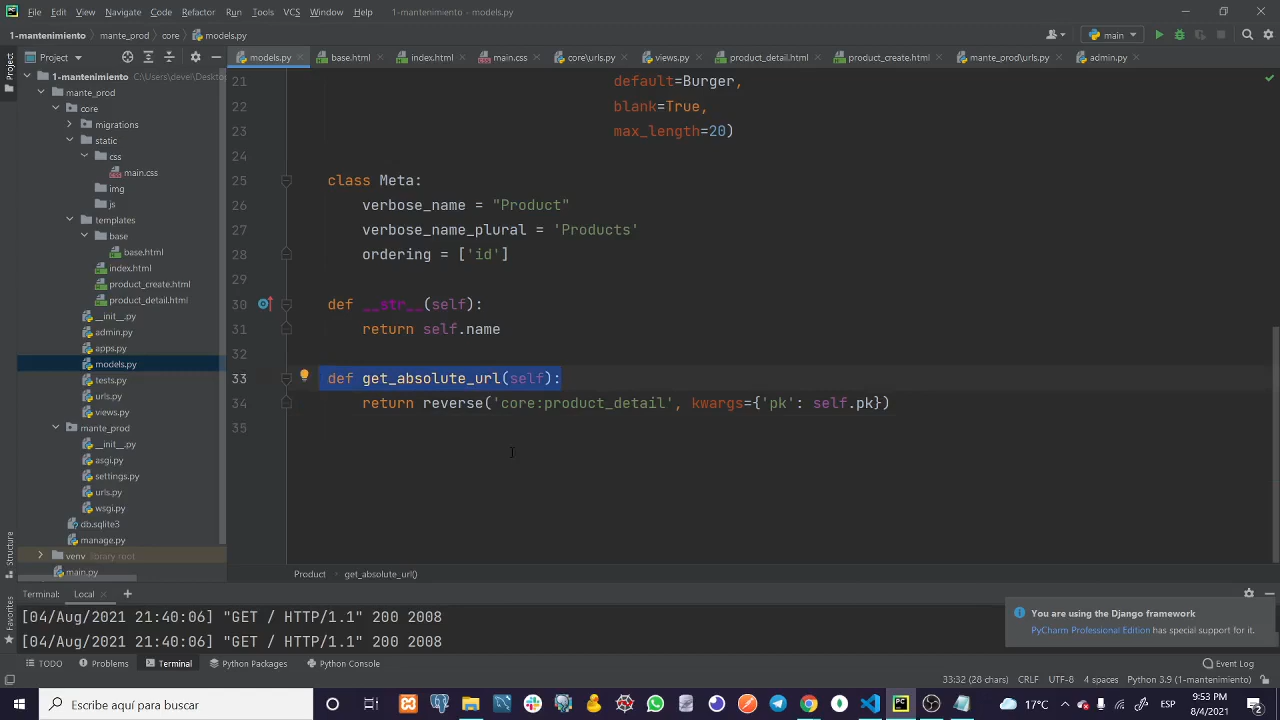 File Edit View Navigate Code Refactor Run Tools VCS Window Help 1-mantenimiento - models.py
1-mantenimiento mante_prod core models.py
main
Project
models.py base.html index.html main.css core\urls.py views.py product_detail.html product_create.html mante_prod\urls.py admin.py
Project
1-mantenimiento C:\Users\deve\Deskto
mante_prod
core
migrations
static
css
main.css
img
js
templates
base
base.html
index.html
product_create.html
product_detail.html
__init__.py
admin.py
apps.py
models.py
tests.py
urls.py
views.py
mante_prod
__init__.py
asgi.py
settings.py
urls.py
wsgi.py
db.sqlite3
manage.py
venv library root
main.py
21 default=Burger,
22 blank=True,
23 max_length=20)
24
25 class Meta:
26 verbose_name = "Product"
27 verbose_name_plural = 'Products'
28 ordering = ['id']
29
30 def __str__(self):
31 return self.name
32
33 def get_absolute_url(self):
34 return reverse('core:product_detail', kwargs={'pk': self.pk})
35
Product get_absolute_url()
Structure
Favorites
Terminal: Local
[04/Aug/2021 21:40:06] "GET / HTTP/1.1" 200 2008
[04/Aug/2021 21:40:06] "GET / HTTP/1.1" 200 2008
You are using the Django framework
PyCharm Professional Edition has special support for it.
TODO Problems Terminal Python Packages Python Console Event Log
33:32 (28 chars) CRLF UTF-8 4 spaces Python 3.9 (1-mantenimiento)
Escribe aquí para buscar
17°C ESP 9:53 PM
8/4/2021
2